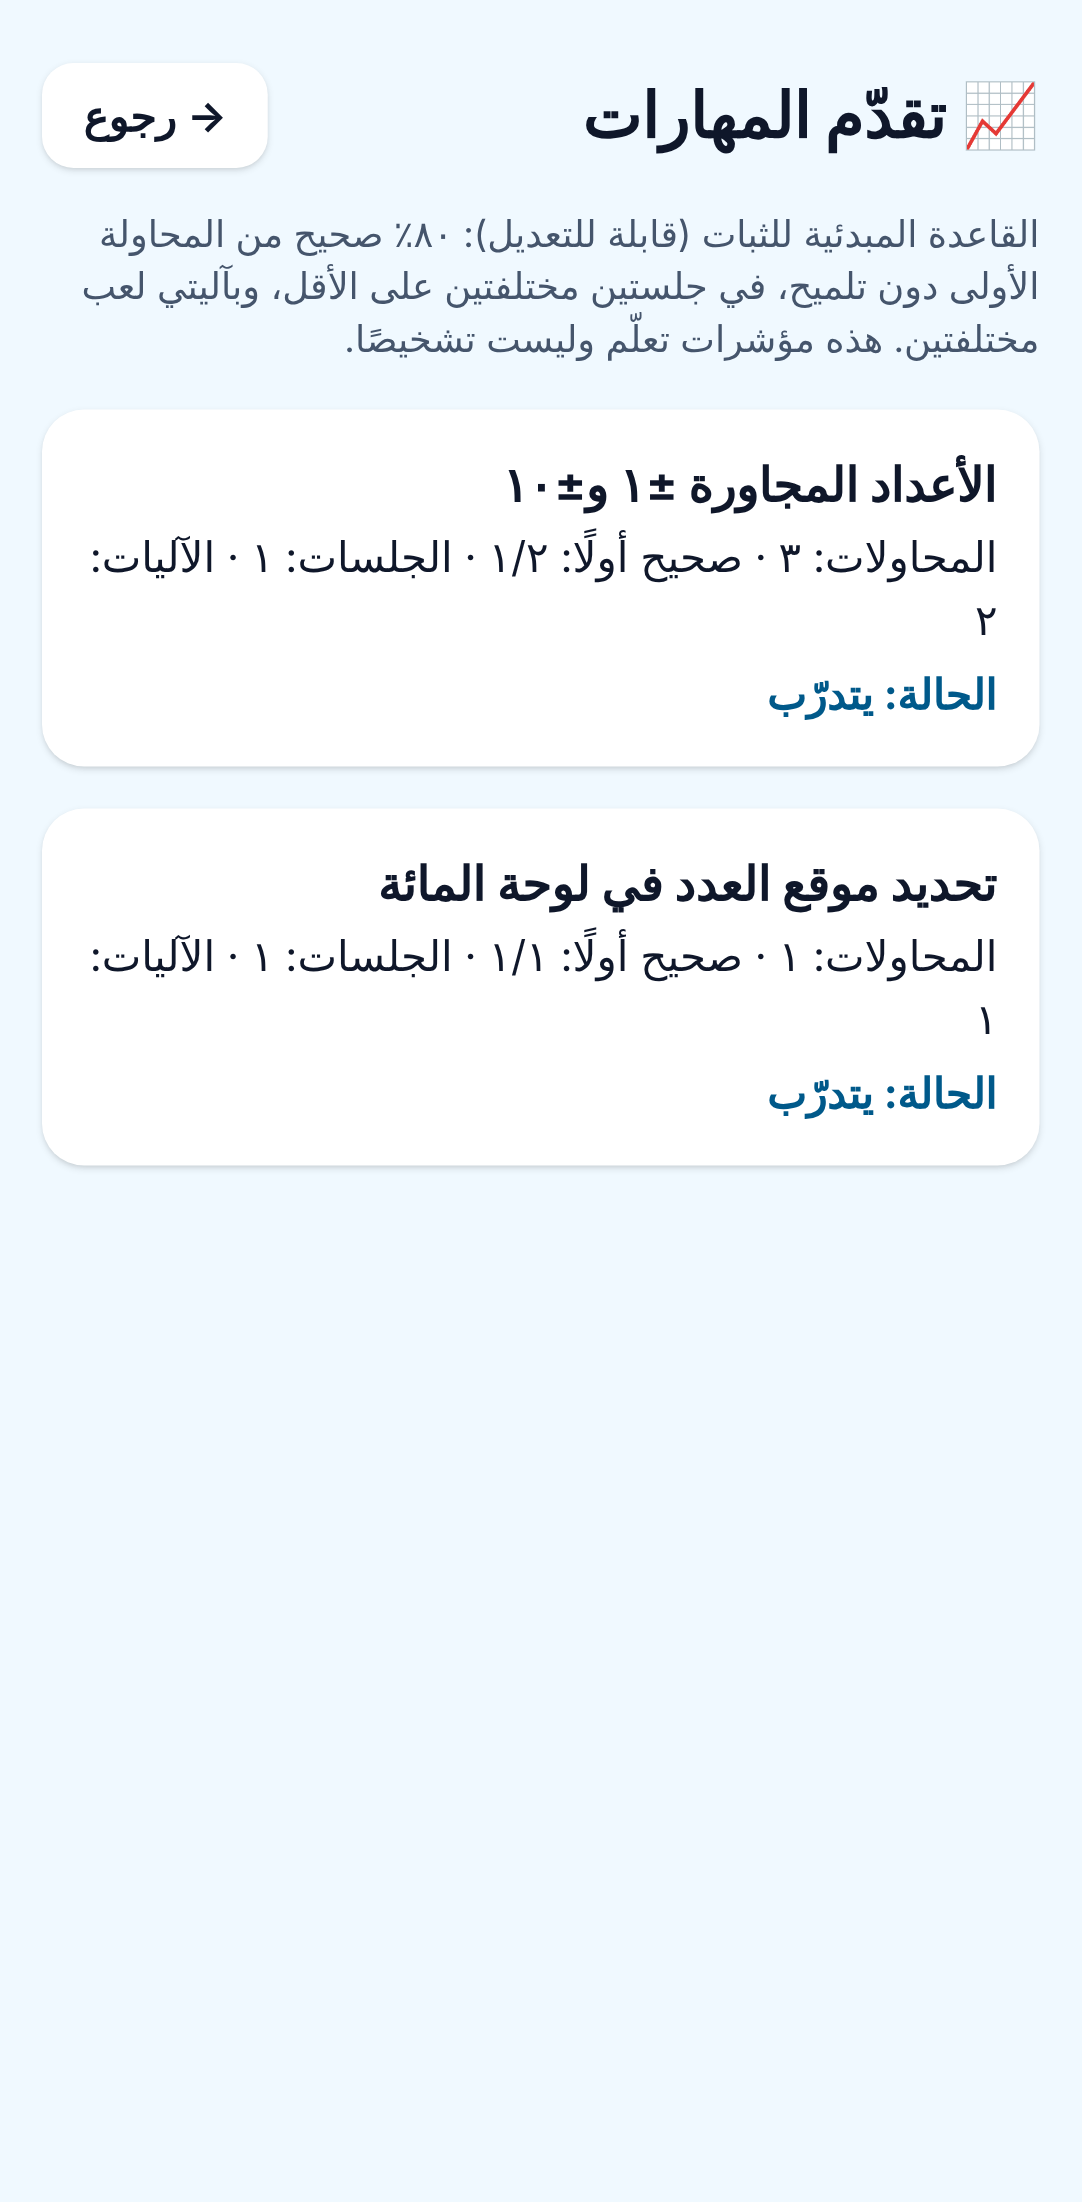 📈 تقدّم المهارات
→ رجوع
القاعدة المبدئية للثبات (قابلة للتعديل): ٨٠٪ صحيح من المحاولة
الأولى دون تلميح، في جلستين مختلفتين على الأقل، وبآليتي لعب
مختلفتين. هذه مؤشرات تعلّم وليست تشخيصًا.
الأعداد المجاورة ±١ و±١٠
المحاولات: ٣ · صحيح أولًا: ١/٢ · الجلسات: ١ · الآليات:
٢
الحالة: يتدرّب
تحديد موقع العدد في لوحة المائة
المحاولات: ١ · صحيح أولًا: ١/١ · الجلسات: ١ · الآليات:
١
الحالة: يتدرّب